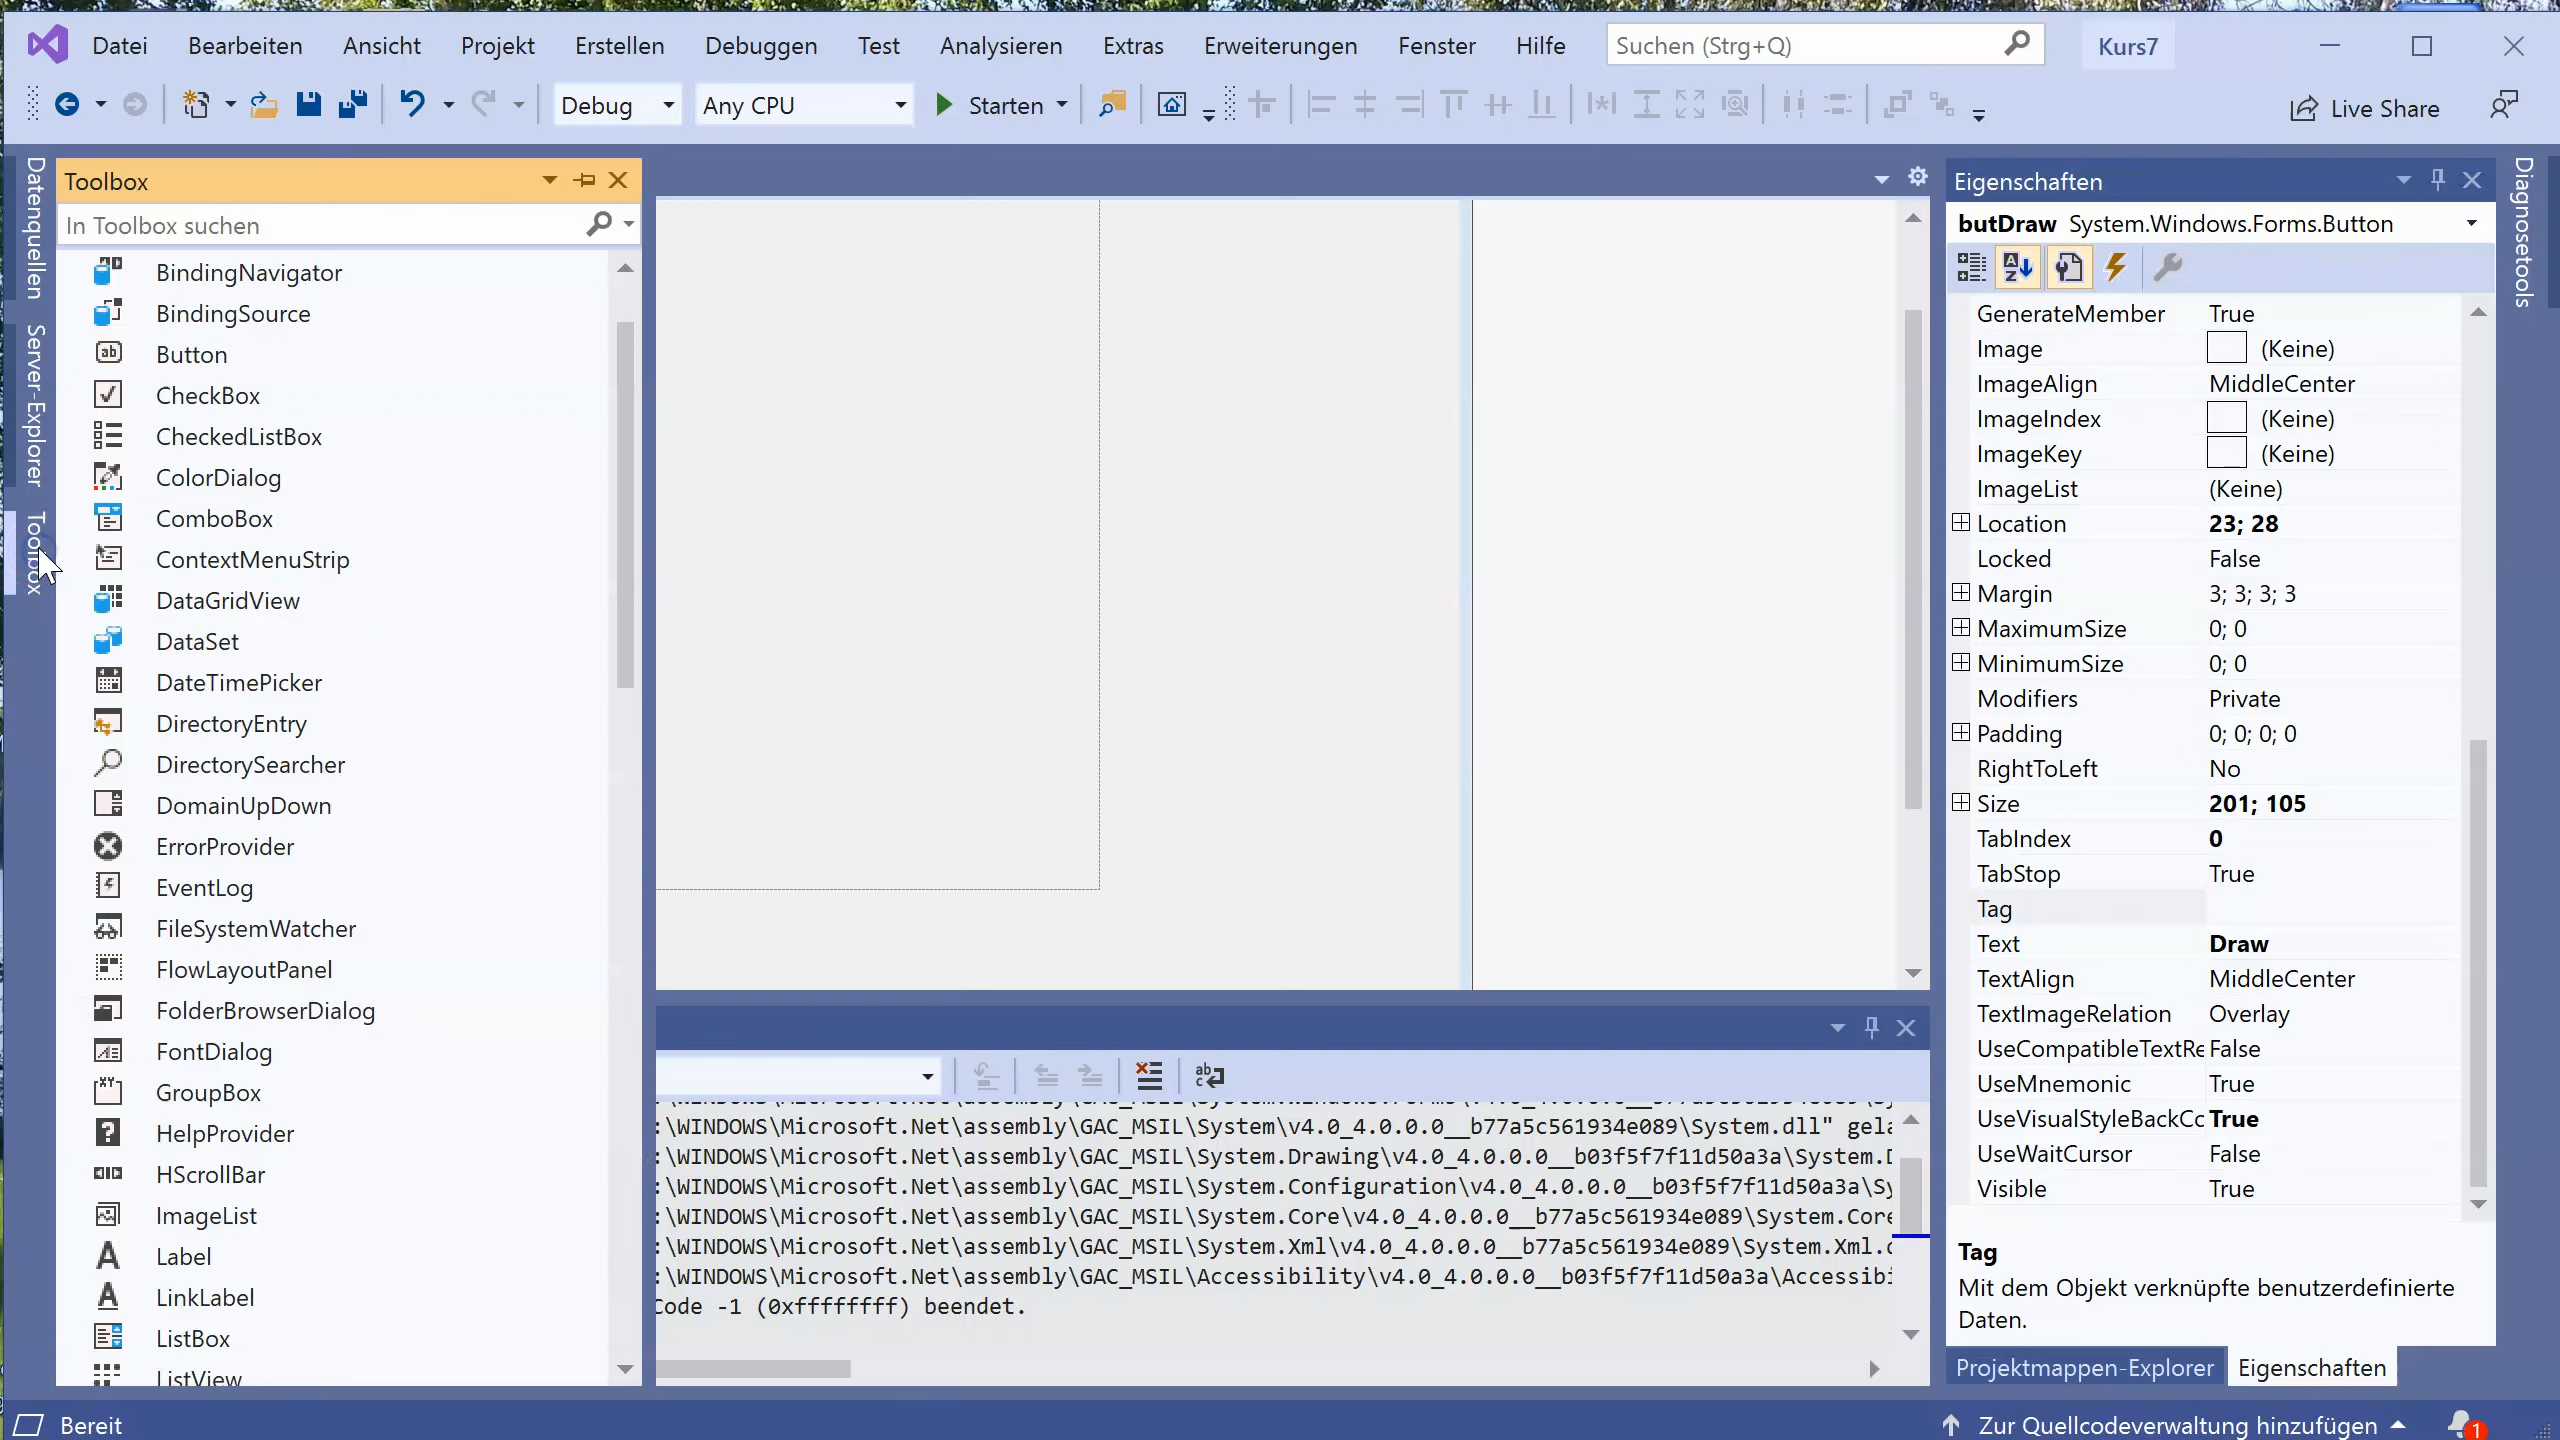 Datei Bearbeiten Ansicht Projekt Erstellen Debuggen Test Analysieren Extras Erweiterungen Fenster Hilfe Suchen (Strg+Q) Kurs7
Debug Any CPU Starten Live Share
Datenquellen
Server-Explorer
Toolbox
Toolbox
In Toolbox suchen
BindingNavigator
BindingSource
Button
CheckBox
CheckedListBox
ColorDialog
ComboBox
ContextMenuStrip
DataGridView
DataSet
DateTimePicker
DirectoryEntry
DirectorySearcher
DomainUpDown
ErrorProvider
EventLog
FileSystemWatcher
FlowLayoutPanel
FolderBrowserDialog
FontDialog
GroupBox
HelpProvider
HScrollBar
ImageList
Label
LinkLabel
ListBox
ListView
:\WINDOWS\Microsoft.Net\assembly\GAC_MSIL\System\v4.0_4.0.0.0__b77a5c561934e089\System.dll" gela
:\WINDOWS\Microsoft.Net\assembly\GAC_MSIL\System.Drawing\v4.0_4.0.0.0__b03f5f7f11d50a3a\System.D
:\WINDOWS\Microsoft.Net\assembly\GAC_MSIL\System.Configuration\v4.0_4.0.0.0__b03f5f7f11d50a3a\Sy
:\WINDOWS\Microsoft.Net\assembly\GAC_MSIL\System.Core\v4.0_4.0.0.0__b77a5c561934e089\System.Core
:\WINDOWS\Microsoft.Net\assembly\GAC_MSIL\System.Xml\v4.0_4.0.0.0__b77a5c561934e089\System.Xml.d
:\WINDOWS\Microsoft.Net\assembly\GAC_MSIL\Accessibility\v4.0_4.0.0.0__b03f5f7f11d50a3a\Accessibi
Code -1 (0xffffffff) beendet.
Eigenschaften
butDraw System.Windows.Forms.Button
GenerateMember True
Image (Keine)
ImageAlign MiddleCenter
ImageIndex (Keine)
ImageKey (Keine)
ImageList (Keine)
Location 23; 28
Locked False
Margin 3; 3; 3; 3
MaximumSize 0; 0
MinimumSize 0; 0
Modifiers Private
Padding 0; 0; 0; 0
RightToLeft No
Size 201; 105
TabIndex 0
TabStop True
Tag
Text Draw
TextAlign MiddleCenter
TextImageRelation Overlay
UseCompatibleTextRe False
UseMnemonic True
UseVisualStyleBackCo True
UseWaitCursor False
Visible True
Tag
Mit dem Objekt verknüpfte benutzerdefinierte
Daten.
Projektmappen-Explorer Eigenschaften
Diagnosetools
Bereit Zur Quellcodeverwaltung hinzufügen 1